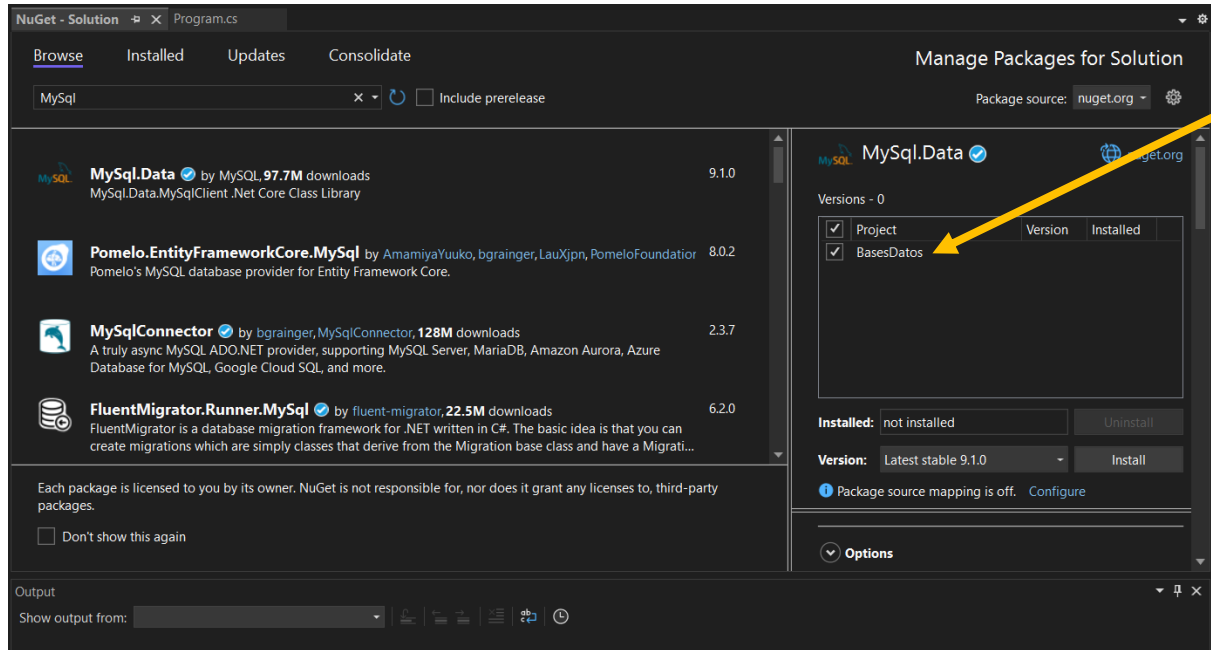 NuGet - Solution Program.cs
Browse Installed Updates Consolidate
Manage Packages for Solution
MySql
Include prerelease
Package source: nuget.org
MySQL MySql.Data by MySQL, 97.7M downloads 9.1.0
MySql.Data.MySqlClient .Net Core Class Library
Pomelo.EntityFrameworkCore.MySql by AmamiyaYuuko, bgrainger, LauXjpn, PomeloFoundation 8.0.2
Pomelo's MySQL database provider for Entity Framework Core.
MySqlConnector by bgrainger, MySqlConnector, 128M downloads 2.3.7
A truly async MySQL ADO.NET provider, supporting MySQL Server, MariaDB, Amazon Aurora, Azure
Database for MySQL, Google Cloud SQL, and more.
FluentMigrator.Runner.MySql by fluent-migrator, 22.5M downloads 6.2.0
FluentMigrator is a database migration framework for .NET written in C#. The basic idea is that you can
create migrations which are simply classes that derive from the Migration base class and have a Migrati...
Each package is licensed to you by its owner. NuGet is not responsible for, nor does it grant any licenses to, third-party
packages.
Don't show this again
MySQL MySql.Data nuget.org
Versions - 0
Project Version Installed
BasesDatos
Installed: not installed Uninstall
Version: Latest stable 9.1.0 Install
Package source mapping is off. Configure
Options
Output
Show output from: